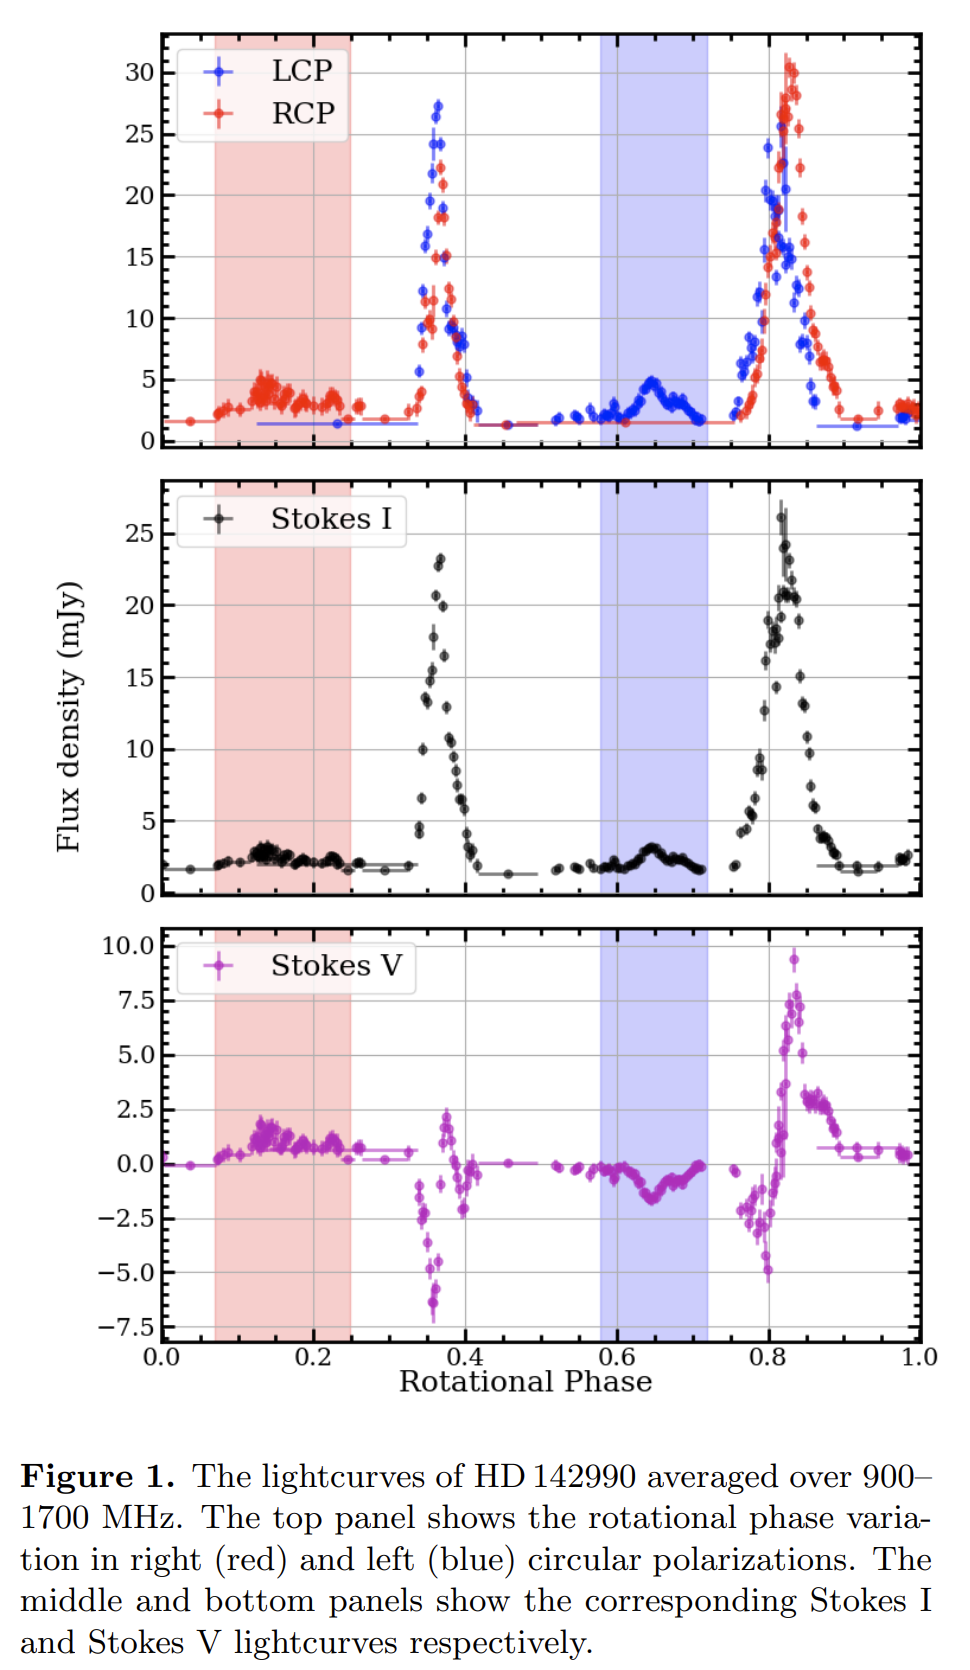 LCP
RCP
30
25
20
15
10
5
0
Stokes I
25
20
15
10
5
0
Flux density (mJy)
Stokes V
10.0
7.5
5.0
2.5
0.0
−2.5
−5.0
−7.5
0.0 0.2 0.4 0.6 0.8 1.0
Rotational Phase
Figure 1. The lightcurves of HD 142990 averaged over 900–
1700 MHz. The top panel shows the rotational phase varia-
tion in right (red) and left (blue) circular polarizations. The
middle and bottom panels show the corresponding Stokes I
and Stokes V lightcurves respectively.